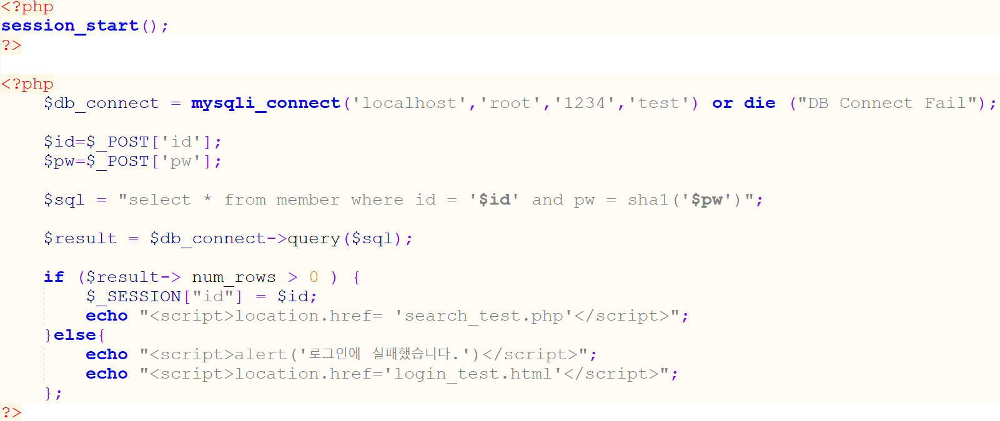 <?php
session_start();
?>
<?php
$db_connect = mysqli_connect('localhost','root','1234','test') or die ("DB Connect Fail");
$id=$_POST['id'];
$pw=$_POST['pw'];
$sql = "select * from member where id = '$id' and pw = sha1('$pw')";
$result = $db_connect->query($sql);
if ($result-> num_rows > 0 ) {
$_SESSION["id"] = $id;
echo "<script>location.href= 'search_test.php'</script>";
}else{
echo "<script>alert('로그인에 실패했습니다.')</script>";
echo "<script>location.href='login_test.html'</script>";
};
?>